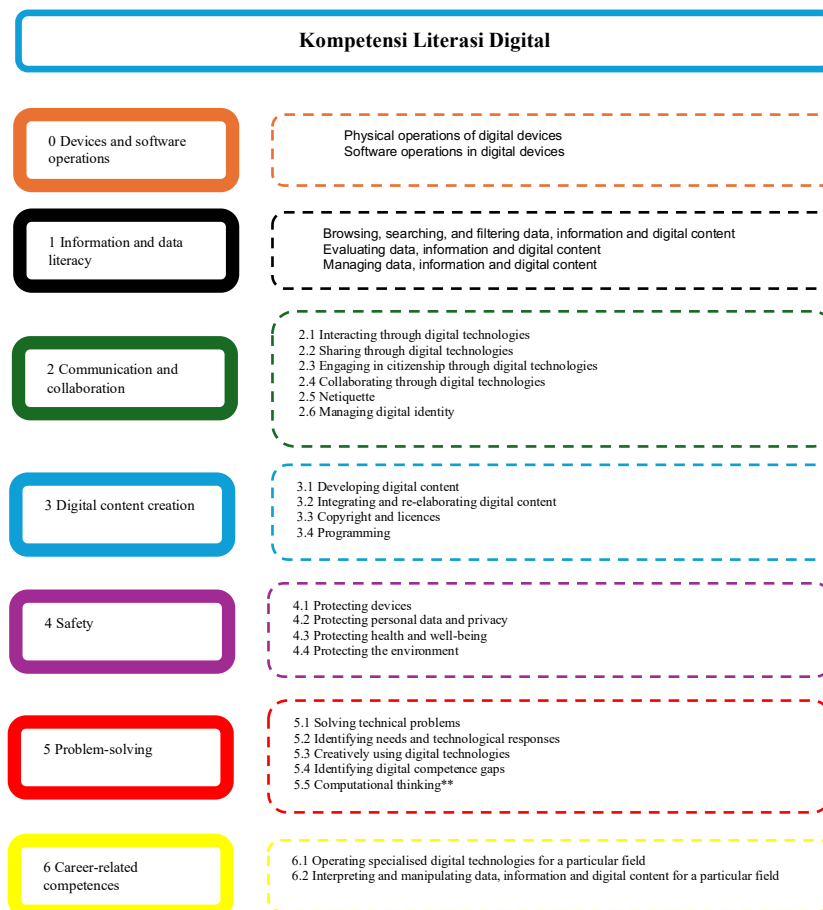 Kompetensi Literasi Digital
0 Devices and software
operations
Physical operations of digital devices
Software operations in digital devices
1 Information and data
literacy
Browsing, searching, and filtering data, information and digital content
Evaluating data, information and digital content
Managing data, information and digital content
2 Communication and
collaboration
2.1 Interacting through digital technologies
2.2 Sharing through digital technologies
2.3 Engaging in citizenship through digital technologies
2.4 Collaborating through digital technologies
2.5 Netiquette
2.6 Managing digital identity
3 Digital content creation
3.1 Developing digital content
3.2 Integrating and re-elaborating digital content
3.3 Copyright and licences
3.4 Programming
4 Safety
4.1 Protecting devices
4.2 Protecting personal data and privacy
4.3 Protecting health and well-being
4.4 Protecting the environment
5 Problem-solving
5.1 Solving technical problems
5.2 Identifying needs and technological responses
5.3 Creatively using digital technologies
5.4 Identifying digital competence gaps
5.5 Computational thinking**
6 Career-related
competences
6.1 Operating specialised digital technologies for a particular field
6.2 Interpreting and manipulating data, information and digital content for a particular field